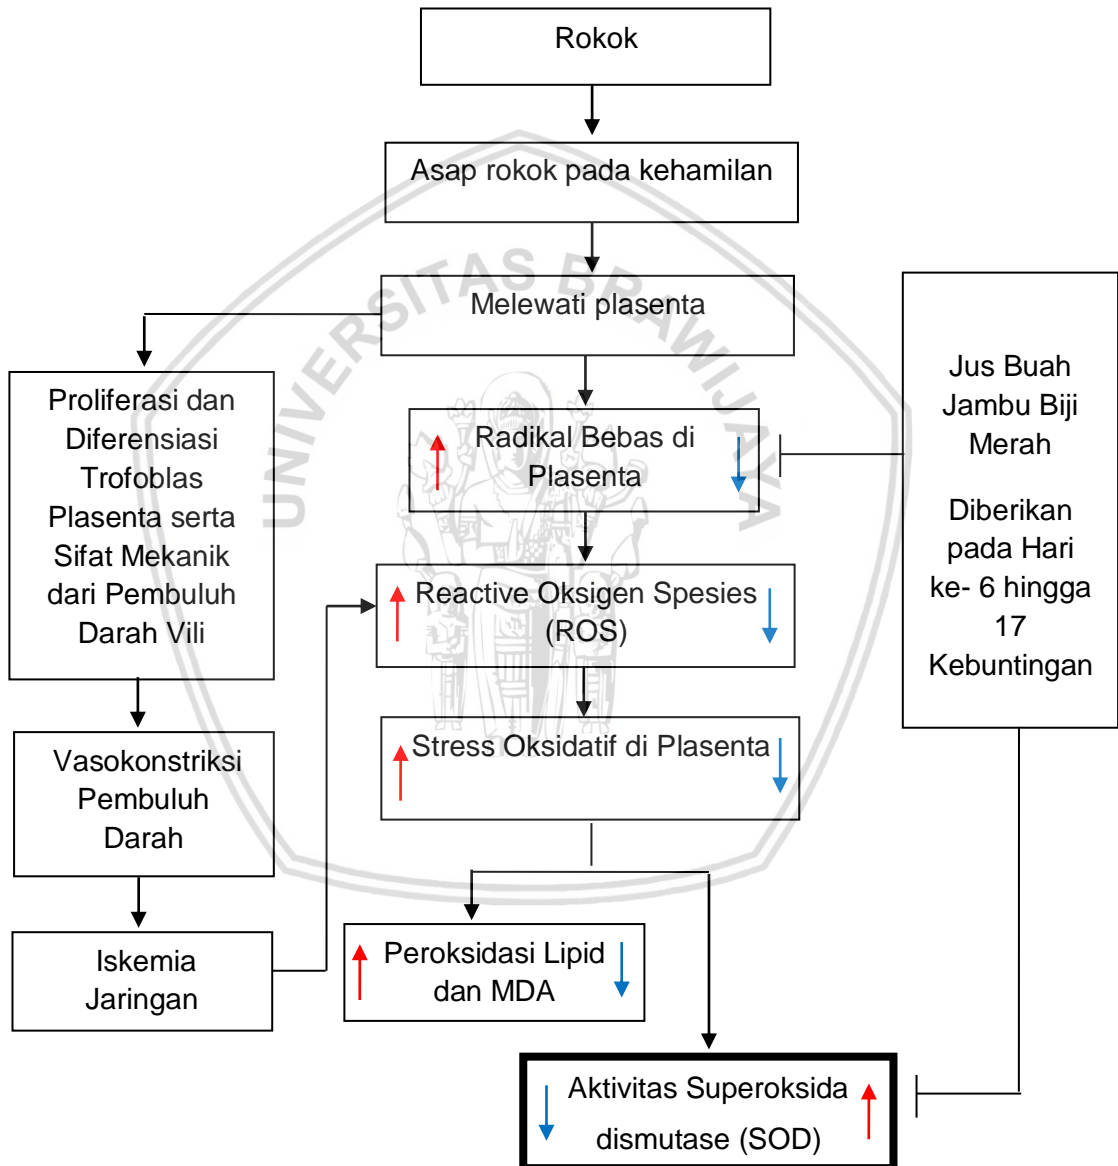 Rokok
Asap rokok pada kehamilan
UNIVERSITAS BRAWIJAYA
Melewati plasenta
Proliferasi dan
Diferensiasi
Trofoblas
Plasenta serta
Sifat Mekanik
dari Pembuluh
Darah Vili
Radikal Bebas di
Plasenta
Jus Buah
Jambu Biji
Merah
Diberikan
pada Hari
ke- 6 hingga
17
Kebuntingan
Reactive Oksigen Spesies
(ROS)
Stress Oksidatif di Plasenta
Vasokonstriksi
Pembuluh
Darah
Iskemia
Jaringan
Peroksidasi Lipid
dan MDA
Aktivitas Superoksida
dismutase (SOD)